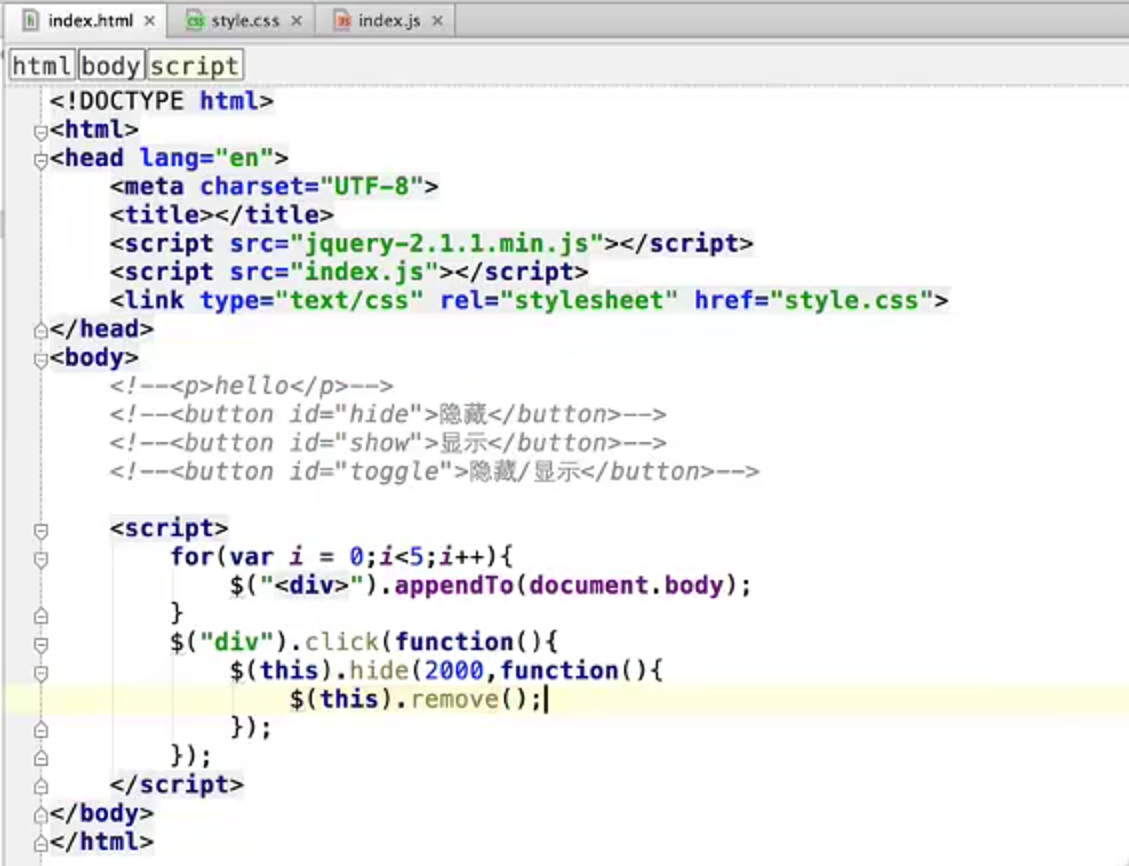 index.html style.css index.js
html body script
<!DOCTYPE html>
<html>
<head lang="en">
    <meta charset="UTF-8">
    <title></title>
    <script src="jquery-2.1.1.min.js"></script>
    <script src="index.js"></script>
    <link type="text/css" rel="stylesheet" href="style.css">
</head>
<body>
    <!--<p>hello</p>-->
    <!--<button id="hide">隐藏</button>-->
    <!--<button id="show">显示</button>-->
    <!--<button id="toggle">隐藏/显示</button>-->
    <script>
        for(var i = 0;i<5;i++){
            $("<div>").appendTo(document.body);
        }
        $("div").click(function(){
            $(this).hide(2000,function(){
                $(this).remove();
            });
        });
    </script>
</body>
</html>